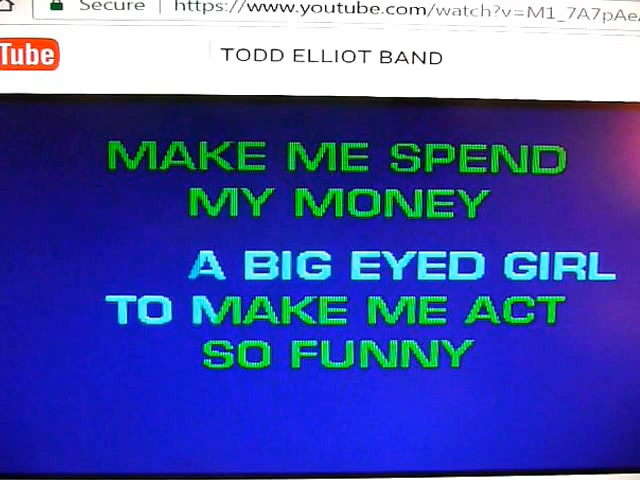 Secure | https://www.youtube.com/watch?v=M1_7A7pAe
Tube
TODD ELLIOT BAND
MAKE ME SPEND
MY MONEY
A BIG EYED GIRL
TO MAKE ME ACT
SO FUNNY